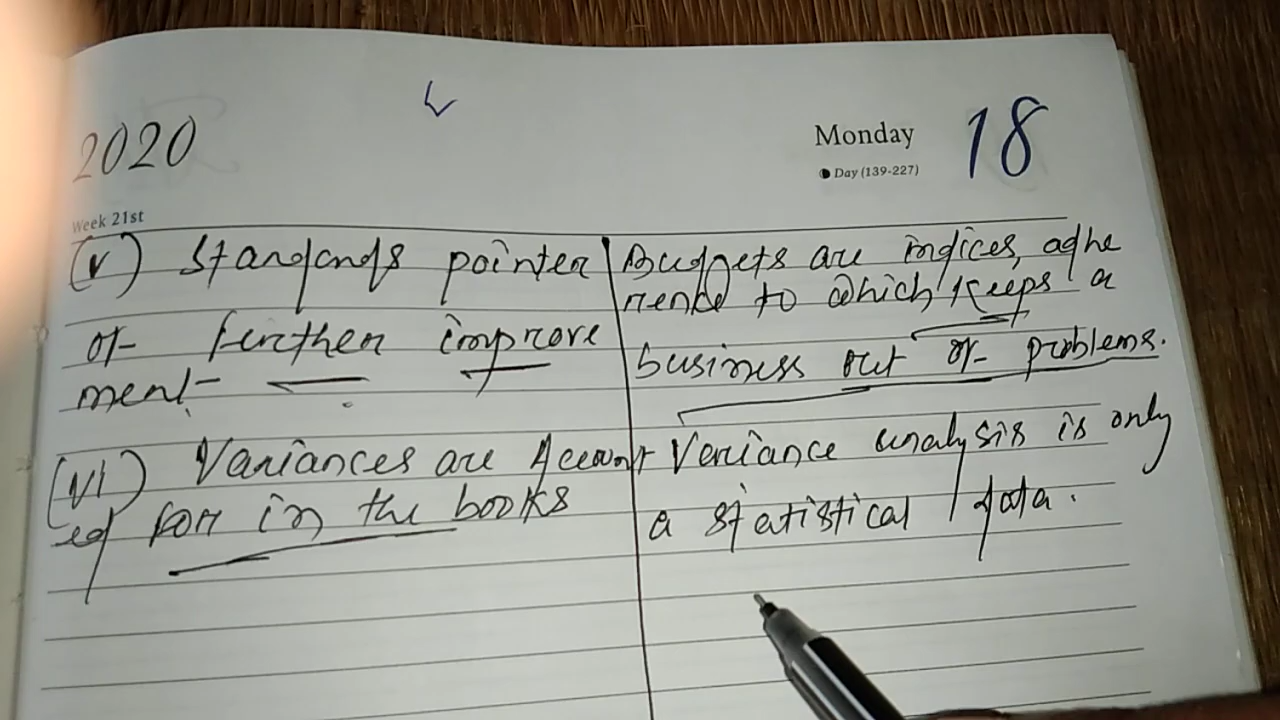 2020
Monday 18
Day (139-227)
Week 21st
(v) Standards pointer
of further improve
ment
Budgets are indices, adhe
rence to which keeps a
business out of problems.
(vi) Variances are Account
ed for in the books
Variance analysis is only
a statistical data.